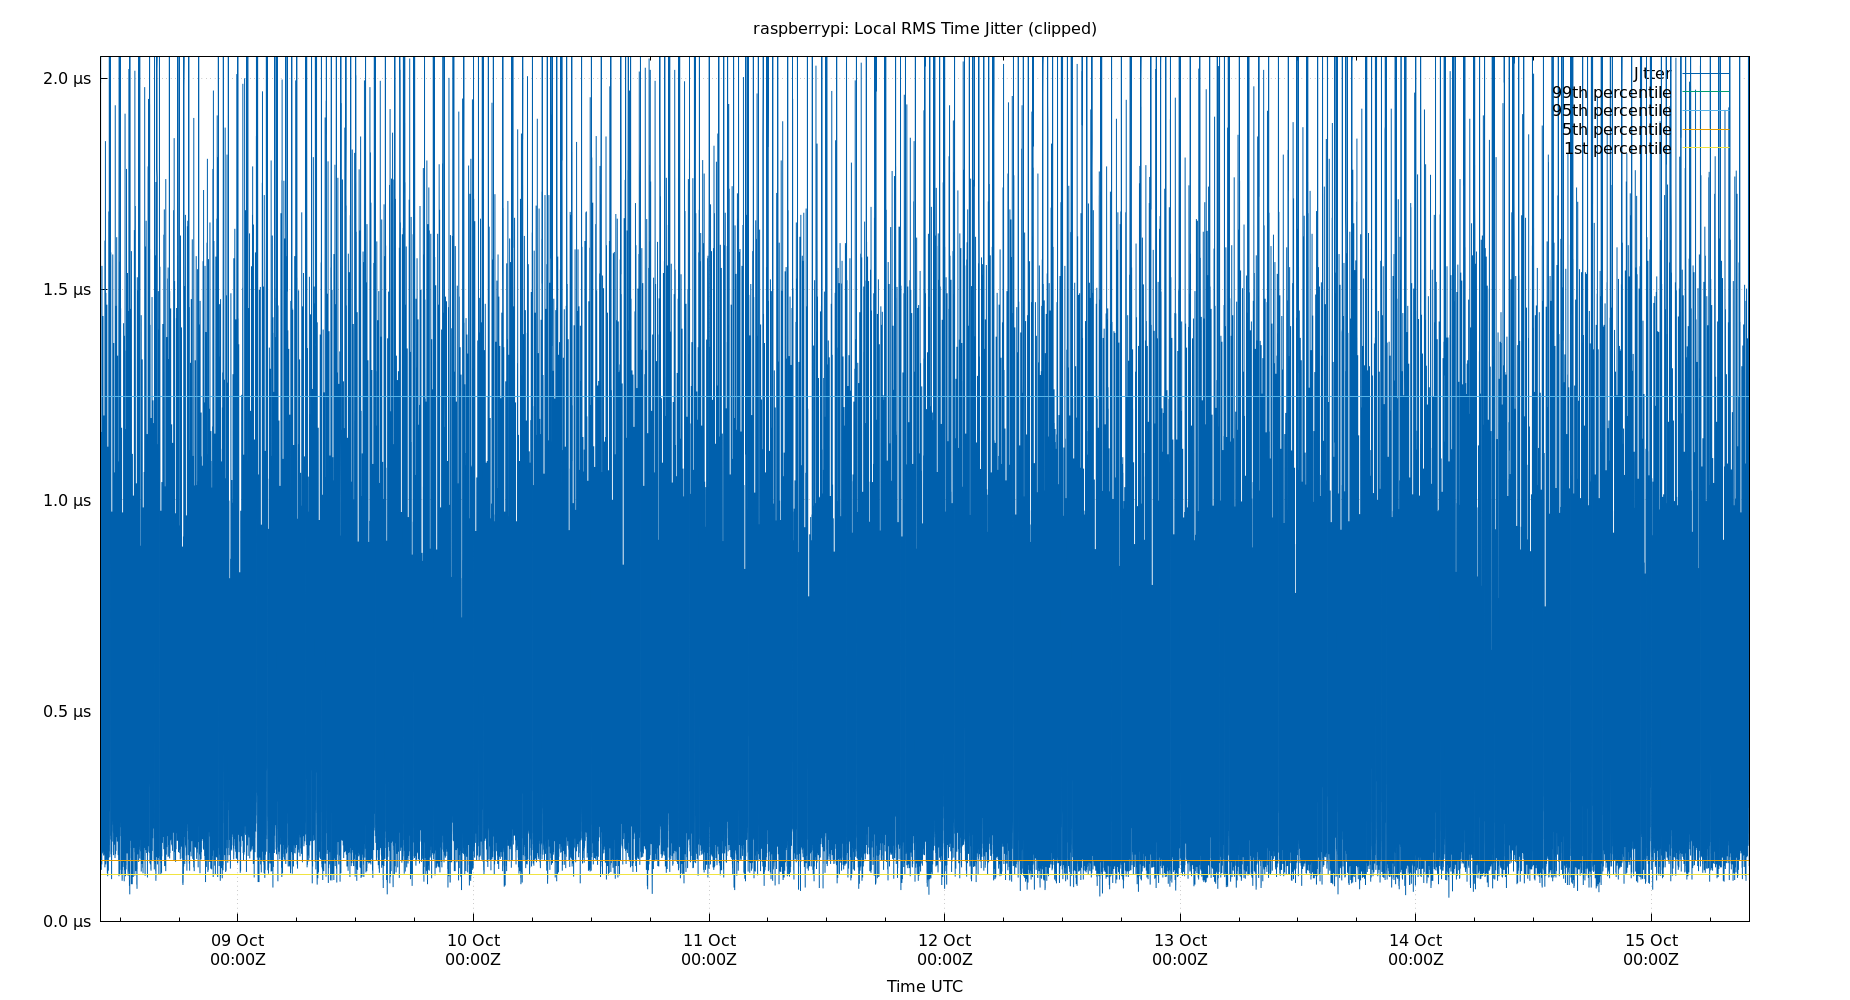 raspberrypi: Local RMS Time Jitter (clipped)
2.0 µs
1.5 µs
1.0 µs
0.5 µs
0.0 µs
Jitter
99th percentile
95th percentile
5th percentile
1st percentile
09 Oct
00:00Z
10 Oct
00:00Z
11 Oct
00:00Z
12 Oct
00:00Z
13 Oct
00:00Z
14 Oct
00:00Z
15 Oct
00:00Z
Time UTC